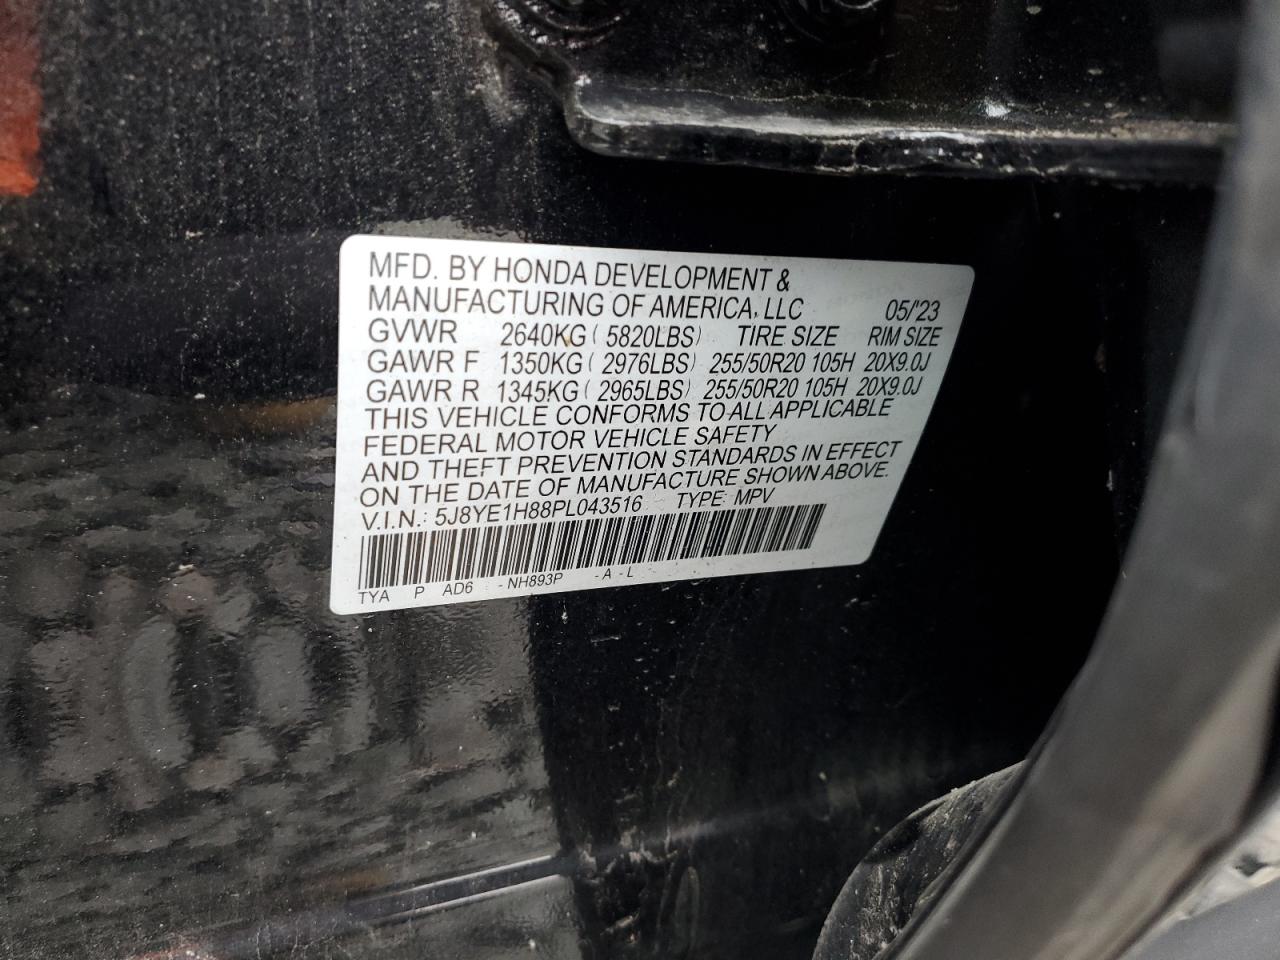 MFD. BY HONDA DEVELOPMENT &
MANUFACTURING OF AMERICA, LLC 05/'23
GVWR 2640KG ( 5820LBS) TIRE SIZE RIM SIZE
GAWR F 1350KG ( 2976LBS) 255/50R20 105H 20X9.0J
GAWR R 1345KG ( 2965LBS) 255/50R20 105H 20X9.0J
THIS VEHICLE CONFORMS TO ALL APPLICABLE
FEDERAL MOTOR VEHICLE SAFETY
AND THEFT PREVENTION STANDARDS IN EFFECT
ON THE DATE OF MANUFACTURE SHOWN ABOVE.
V.I.N.: 5J8YE1H88PL043516 TYPE: MPV
TYA P AD6 - NH893P - A - L